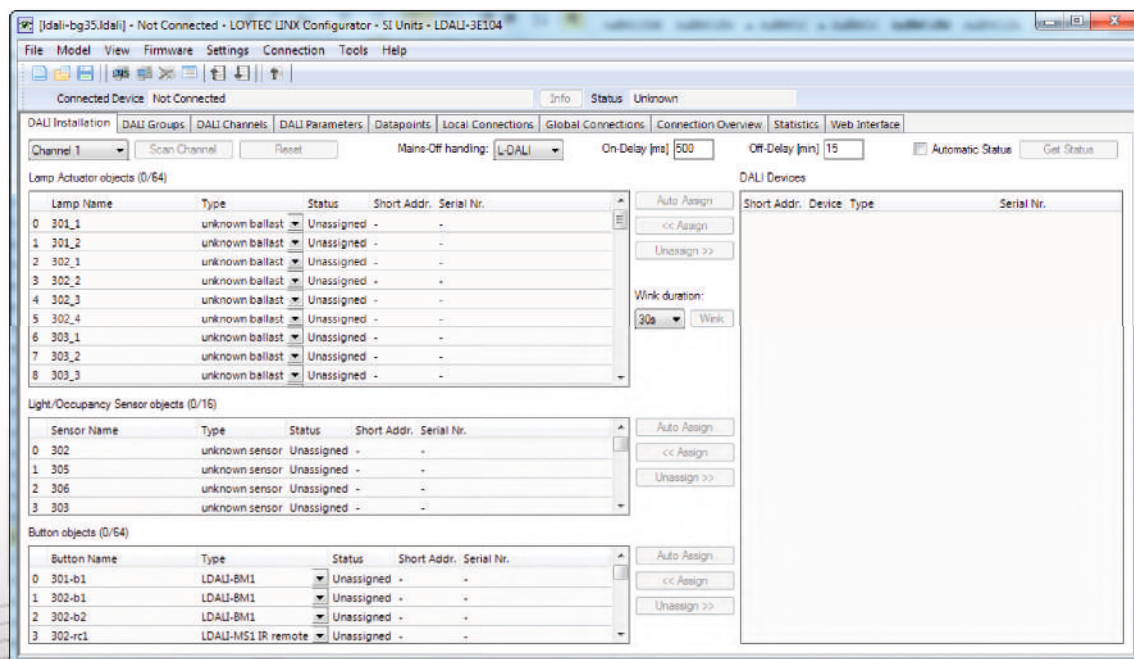 [ldali-bg35.ldali] - Not Connected - LOYTEC LINX Configurator - SI Units - LDALI-3E104
File Model View Firmware Settings Connection Tools Help
Connected Device Not Connected Info Status Unknown
DALI Installation DALI Groups DALI Channels DALI Parameters Datapoints Local Connections Global Connections Connection Overview Statistics Web Interface
Channel 1 Scan Channel Reset Mains-Off handing: L-DALI On-Delay [ms] 500 Off-Delay [min] 15 Automatic Status Get Status
Lamp Actuator objects (0/64) DALI Devices
Lamp Name Type Status Short Addr. Serial Nr. Auto Assign Short Addr. Device Type Serial Nr.
0 301_1 unknown ballast Unassigned - - << Assign
1 301_2 unknown ballast Unassigned - - Unassign >>
2 302_1 unknown ballast Unassigned - -
3 302_2 unknown ballast Unassigned - -
4 302_3 unknown ballast Unassigned - - Wink duration:
5 302_4 unknown ballast Unassigned - - 30s Wink
6 303_1 unknown ballast Unassigned - -
7 303_2 unknown ballast Unassigned - -
8 303_3 unknown ballast Unassigned - -
Light/Occupancy Sensor objects (0/16)
Sensor Name Type Status Short Addr. Serial Nr. Auto Assign
0 302 unknown sensor Unassigned - - << Assign
1 305 unknown sensor Unassigned - - Unassign >>
2 306 unknown sensor Unassigned - -
3 303 unknown sensor Unassigned - -
Button objects (0/64)
Button Name Type Status Short Addr. Serial Nr. Auto Assign
0 301-b1 LDALI-BM1 Unassigned - - << Assign
1 302-b1 LDALI-BM1 Unassigned - - Unassign >>
2 302-b2 LDALI-BM1 Unassigned - -
3 302-rc1 LDALI-MS1 IR remote Unassigned - -